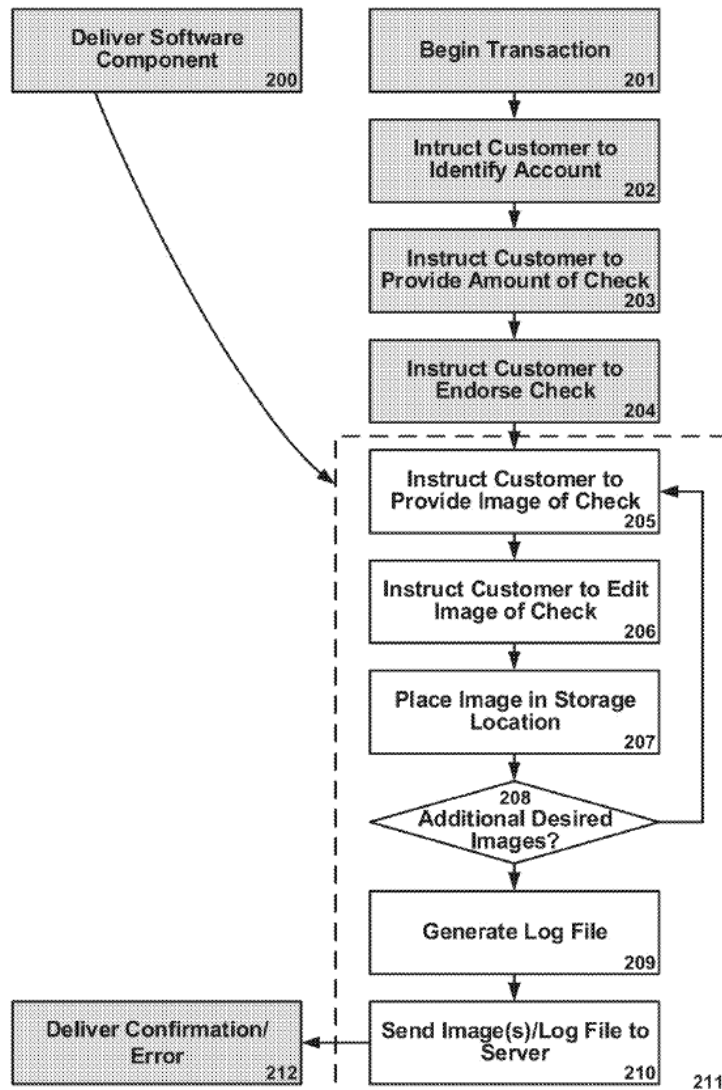 Deliver Software
Component
200
Begin Transaction
201
Intruct Customer to
Identify Account
202
Instruct Customer to
Provide Amount of Check
203
Instruct Customer to
Endorse Check
204
Instruct Customer to
Provide Image of Check
205
Instruct Customer to Edit
Image of Check
206
Place Image in Storage
Location
207
208
Additional Desired
Images?
Generate Log File
209
Send Image(s)/Log File to
Server
210
211
Deliver Confirmation/
Error
212